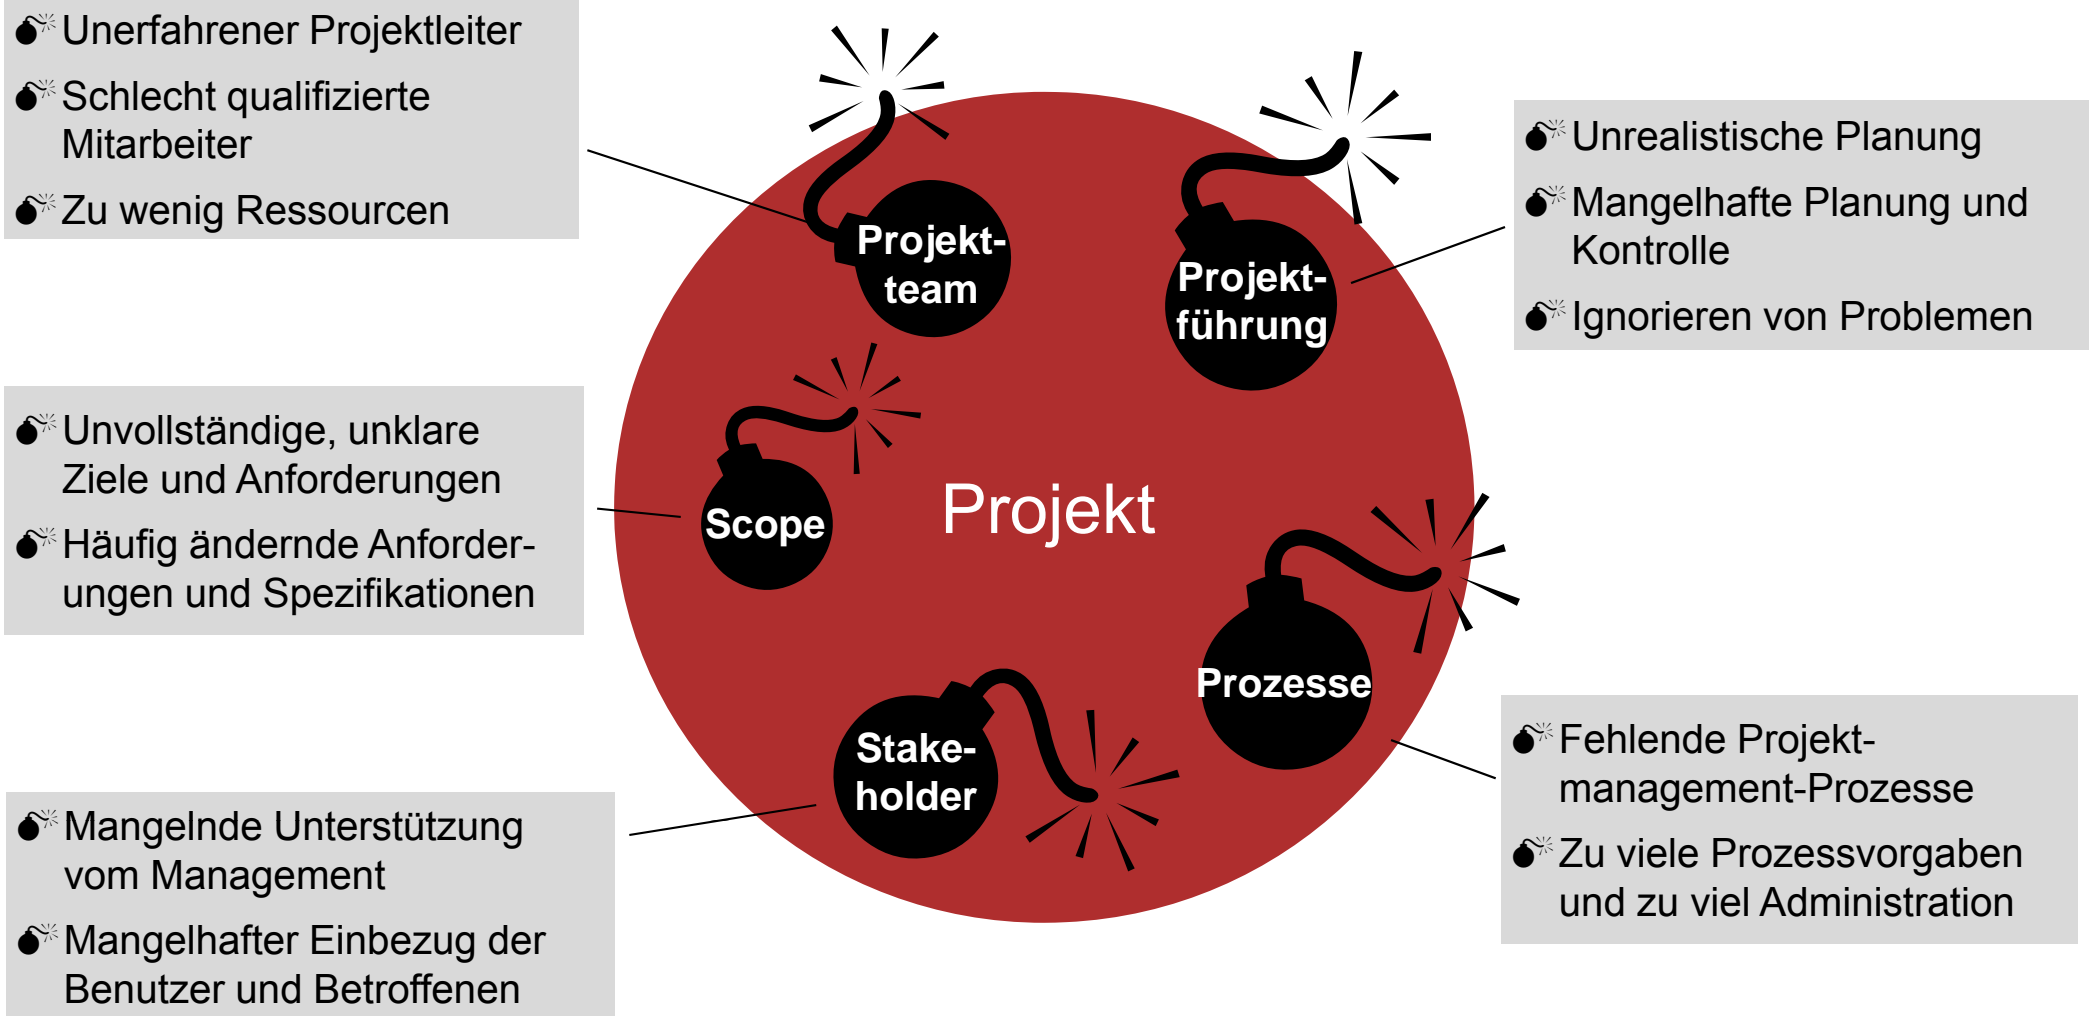 Unerfahrener Projektleiter
Schlecht qualifizierte
Mitarbeiter
Zu wenig Ressourcen
Unrealistische Planung
Mangelhafte Planung und
Kontrolle
Ignorieren von Problemen
Projekt-
team
Projekt-
führung
Unvollständige, unklare
Ziele und Anforderungen
Häufig ändernde Anforder-
ungen und Spezifikationen
Scope
Projekt
Prozesse
Stake-
holder
Fehlende Projekt-
management-Prozesse
Zu viele Prozessvorgaben
und zu viel Administration
Mangelnde Unterstützung
vom Management
Mangelhafter Einbezug der
Benutzer und Betroffenen